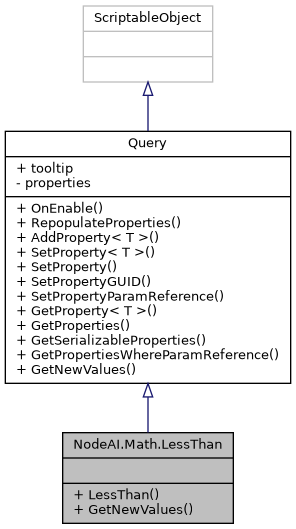 ScriptableObject
Query
+ tooltip
- properties
+ OnEnable()
+ RepopulateProperties()
+ AddProperty< T >()
+ SetProperty< T >()
+ SetProperty()
+ SetPropertyGUID()
+ SetPropertyParamReference()
+ GetProperty< T >()
+ GetProperties()
+ GetSerializableProperties()
+ GetPropertiesWhereParamReference()
+ GetNewValues()
NodeAI.Math.LessThan
+ LessThan()
+ GetNewValues()